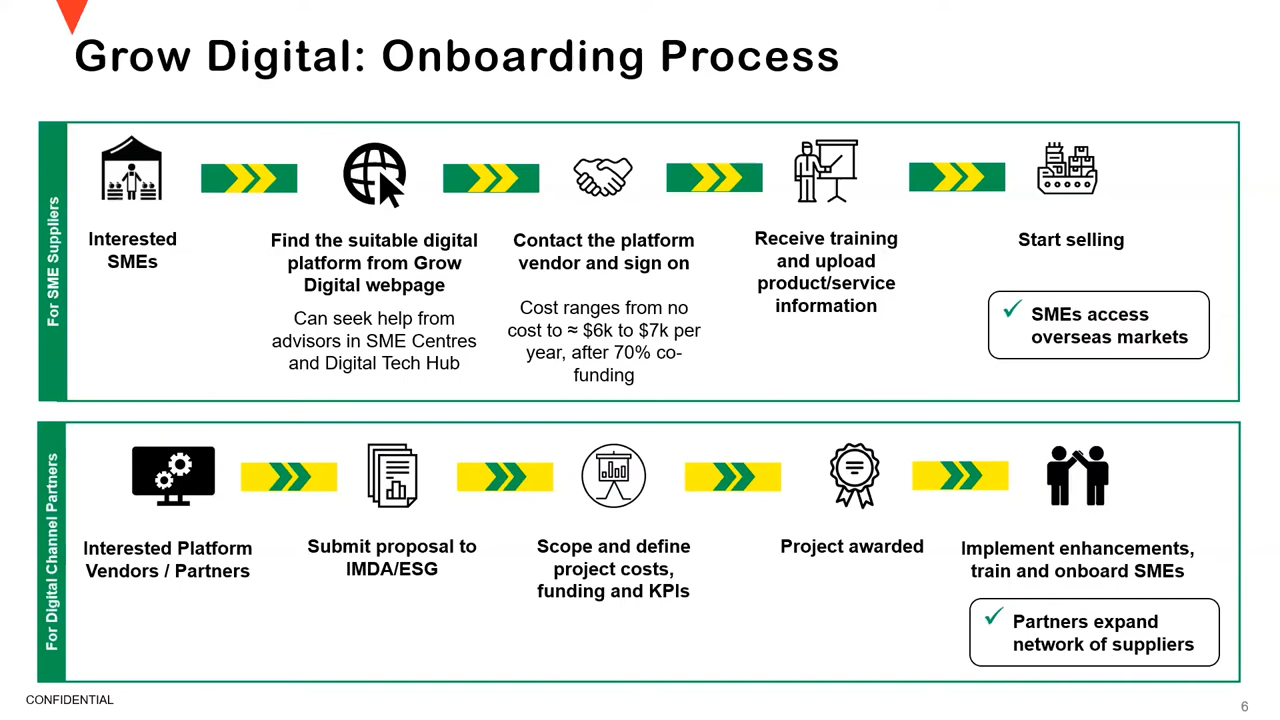 Grow Digital: Onboarding Process
For SME Suppliers
Interested
SMEs
Find the suitable digital
platform from Grow
Digital webpage
Can seek help from
advisors in SME Centres
and Digital Tech Hub
Contact the platform
vendor and sign on
Cost ranges from no
cost to ≈ $6k to $7k per
year, after 70% co-
funding
Receive training
and upload
product/service
information
Start selling
✓ SMEs access
overseas markets
For Digital Channel Partners
Interested Platform
Vendors / Partners
Submit proposal to
IMDA/ESG
Scope and define
project costs,
funding and KPIs
Project awarded
Implement enhancements,
train and onboard SMEs
✓ Partners expand
network of suppliers
CONFIDENTIAL
6